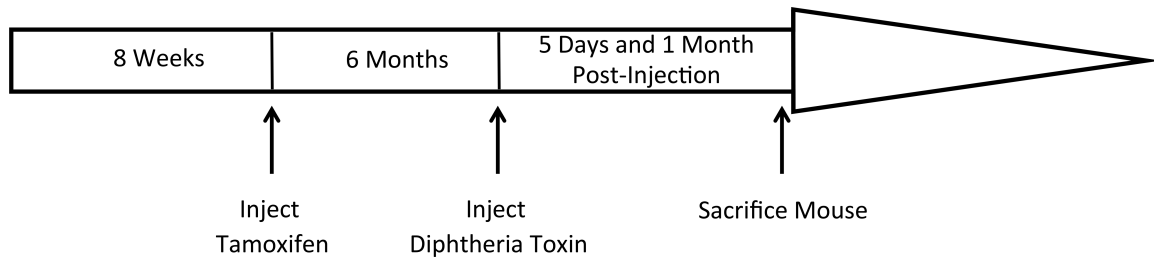 8 Weeks
6 Months
5 Days and 1 Month
Post-Injection
Inject
Tamoxifen
Inject
Diphtheria Toxin
Sacrifice Mouse